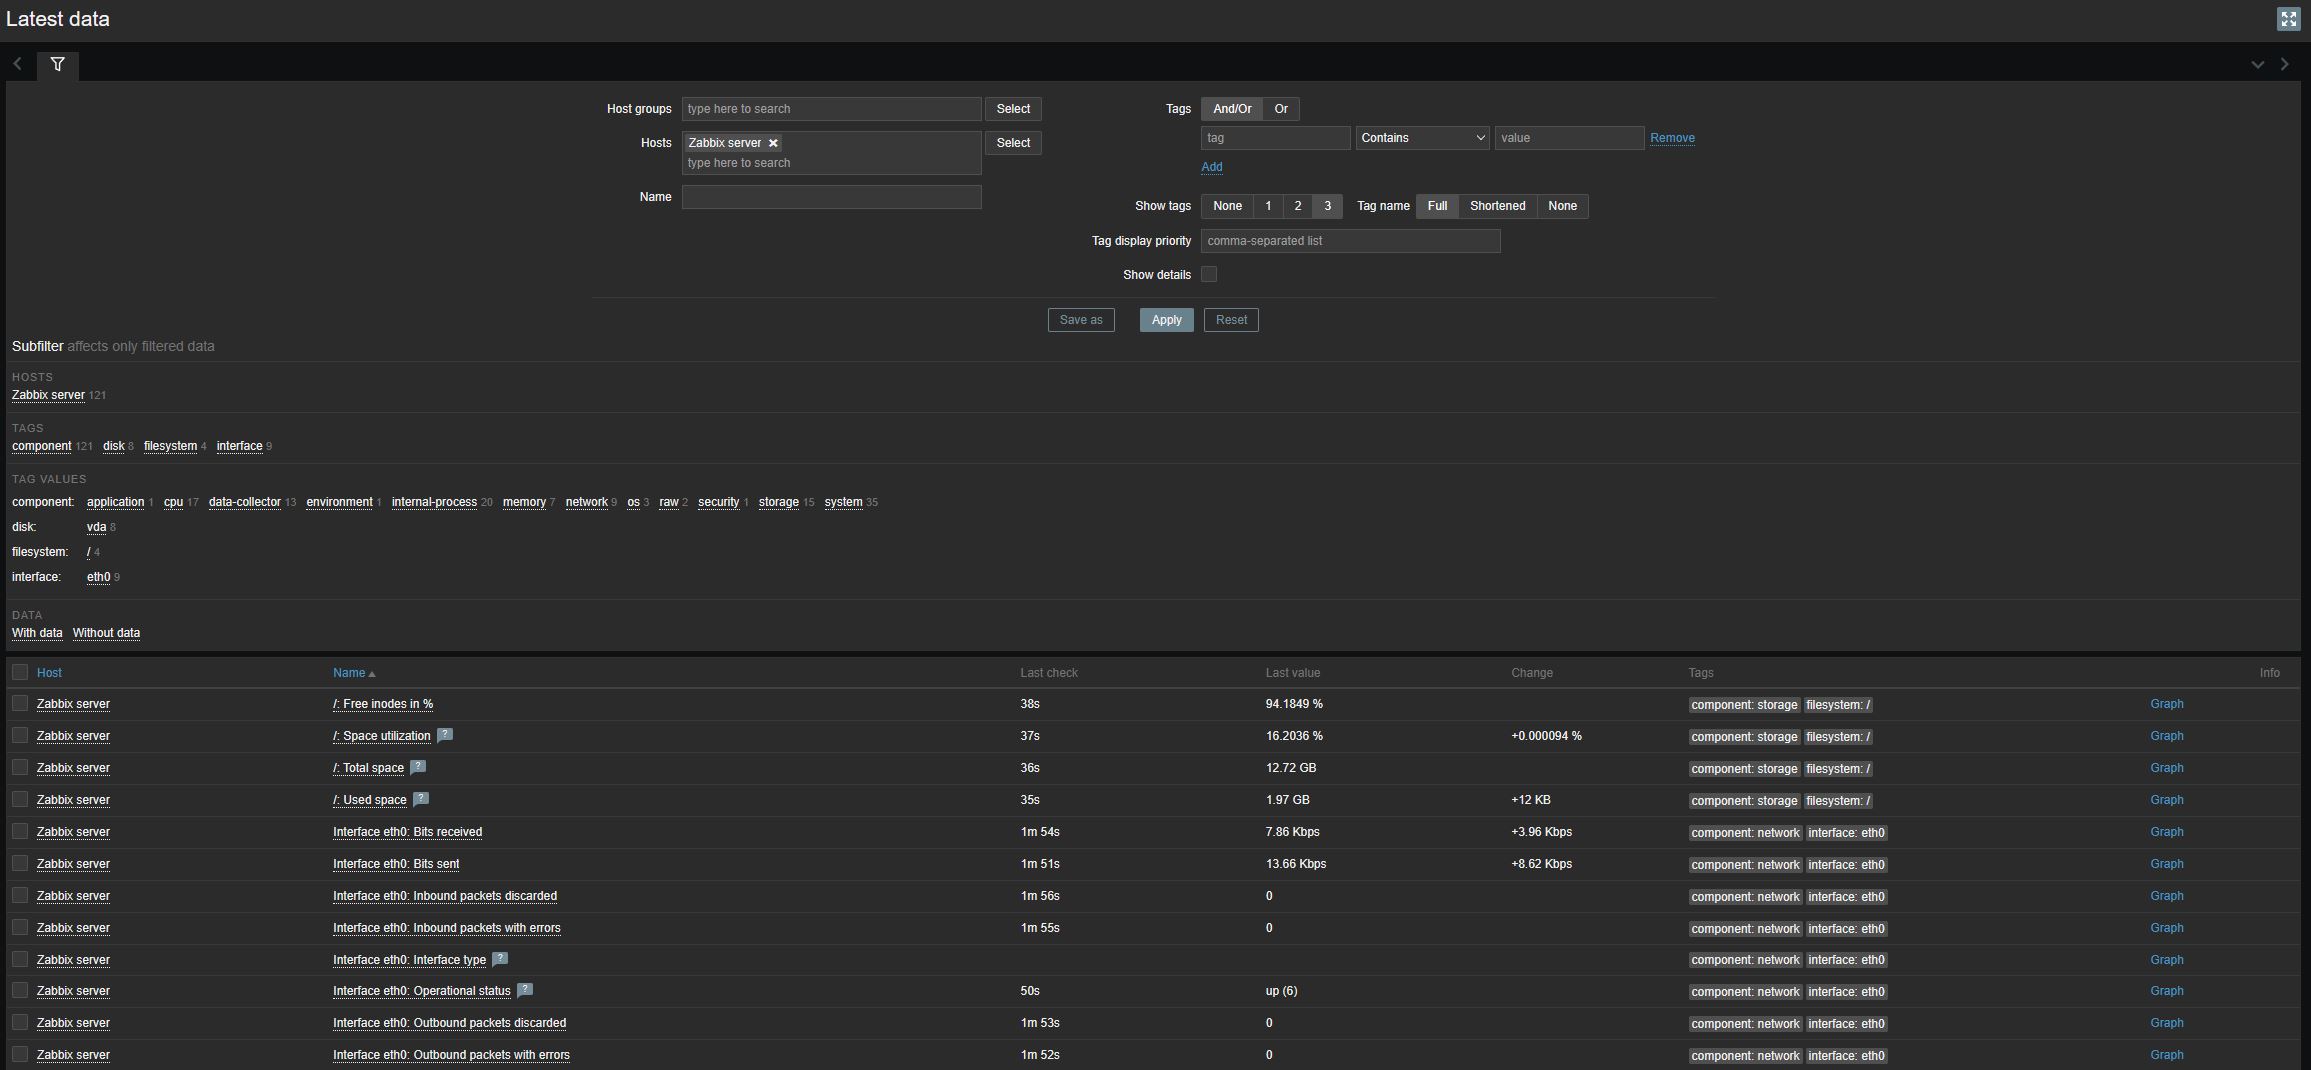 Latest data
Host groups type here to search Select
Hosts Zabbix server Select
type here to search
Name
Tags And/Or Or
tag Contains value Remove
Add
Show tags None 1 2 3 Tag name Full Shortened None
Tag display priority comma-separated list
Show details
Save as Apply Reset
Subfilter affects only filtered data
HOSTS
Zabbix server 121
TAGS
component 121 disk 8 filesystem 4 interface 9
TAG VALUES
component: application 1 cpu 17 data-collector 13 environment 1 internal-process 20 memory 7 network 9 os 3 raw 2 security 1 storage 15 system 35
disk: vda 8
filesystem: / 4
interface: eth0 9
DATA
With data Without data
Host Name Last check Last value Change Tags Info
Zabbix server /: Free inodes in % 38s 94.1849 % component: storage filesystem: / Graph
Zabbix server /: Space utilization ? 37s 16.2036 % +0.000094 % component: storage filesystem: / Graph
Zabbix server /: Total space ? 36s 12.72 GB component: storage filesystem: / Graph
Zabbix server /: Used space ? 35s 1.97 GB +12 KB component: storage filesystem: / Graph
Zabbix server Interface eth0: Bits received 1m 54s 7.86 Kbps +3.96 Kbps component: network interface: eth0 Graph
Zabbix server Interface eth0: Bits sent 1m 51s 13.66 Kbps +8.62 Kbps component: network interface: eth0 Graph
Zabbix server Interface eth0: Inbound packets discarded 1m 56s 0 component: network interface: eth0 Graph
Zabbix server Interface eth0: Inbound packets with errors 1m 55s 0 component: network interface: eth0 Graph
Zabbix server Interface eth0: Interface type ? component: network interface: eth0 Graph
Zabbix server Interface eth0: Operational status ? 50s up (6) component: network interface: eth0 Graph
Zabbix server Interface eth0: Outbound packets discarded 1m 53s 0 component: network interface: eth0 Graph
Zabbix server Interface eth0: Outbound packets with errors 1m 52s 0 component: network interface: eth0 Graph